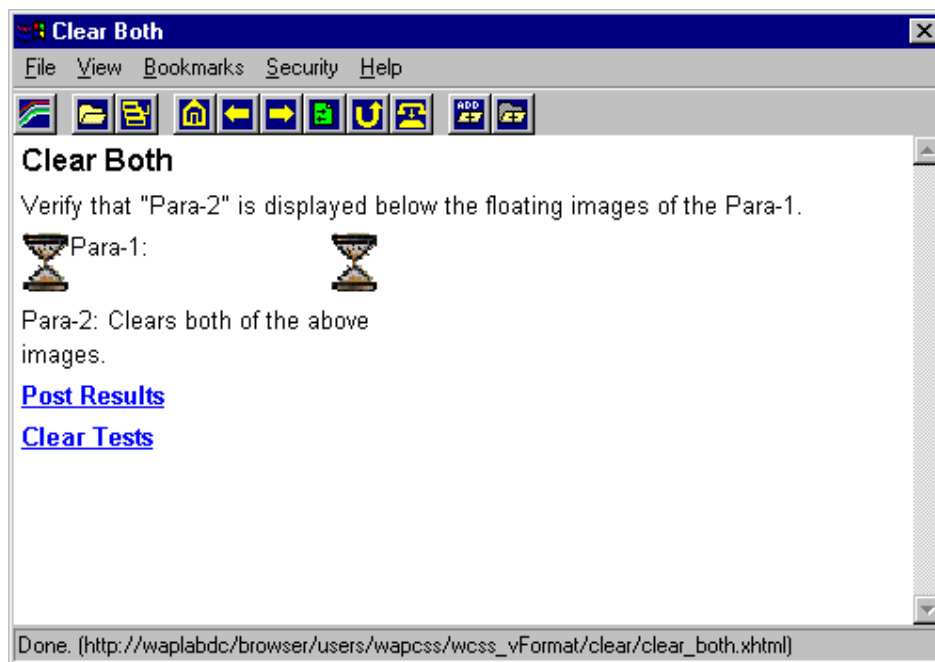 Clear Both
File View Bookmarks Security Help
ADD
Clear Both
Verify that "Para-2" is displayed below the floating images of the Para-1.
Para-1:
Para-2: Clears both of the above
images.
Post Results
Clear Tests
Done. (http://waplabdc/browser/users/wapcss/wcss_vFormat/clear/clear_both.xhtml)